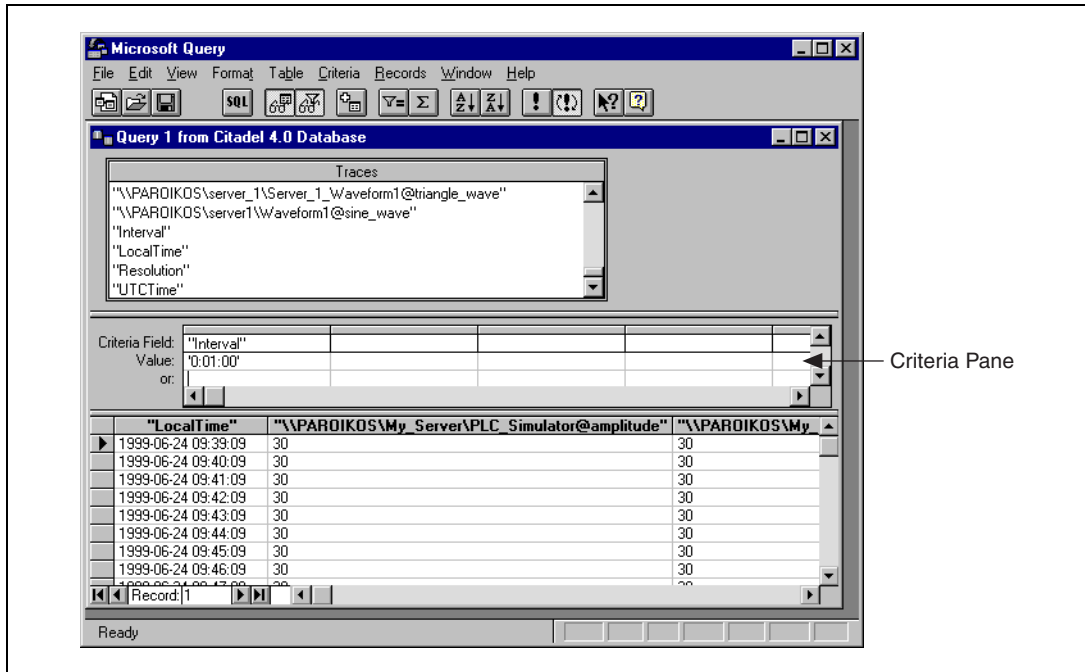 Microsoft Query
File Edit View Format Table Criteria Records Window Help
SQL
Query 1 from Citadel 4.0 Database
Traces
"\\PAROIKOS\server_1\Server_1_Waveform1@triangle_wave"
"\\PAROIKOS\server1\Waveform1@sine_wave"
"Interval"
"LocalTime"
"Resolution"
"UTCTime"
Criteria Field: "Interval"
Value: '0:01:00'
or:
Criteria Pane
"LocalTime" "\\PAROIKOS\My_Server\PLC_Simulator@amplitude" "\\PAROIKOS\My_
1999-06-24 09:39:09 30 30
1999-06-24 09:40:09 30 30
1999-06-24 09:41:09 30 30
1999-06-24 09:42:09 30 30
1999-06-24 09:43:09 30 30
1999-06-24 09:44:09 30 30
1999-06-24 09:45:09 30 30
1999-06-24 09:46:09 30 30
Record: 1
Ready